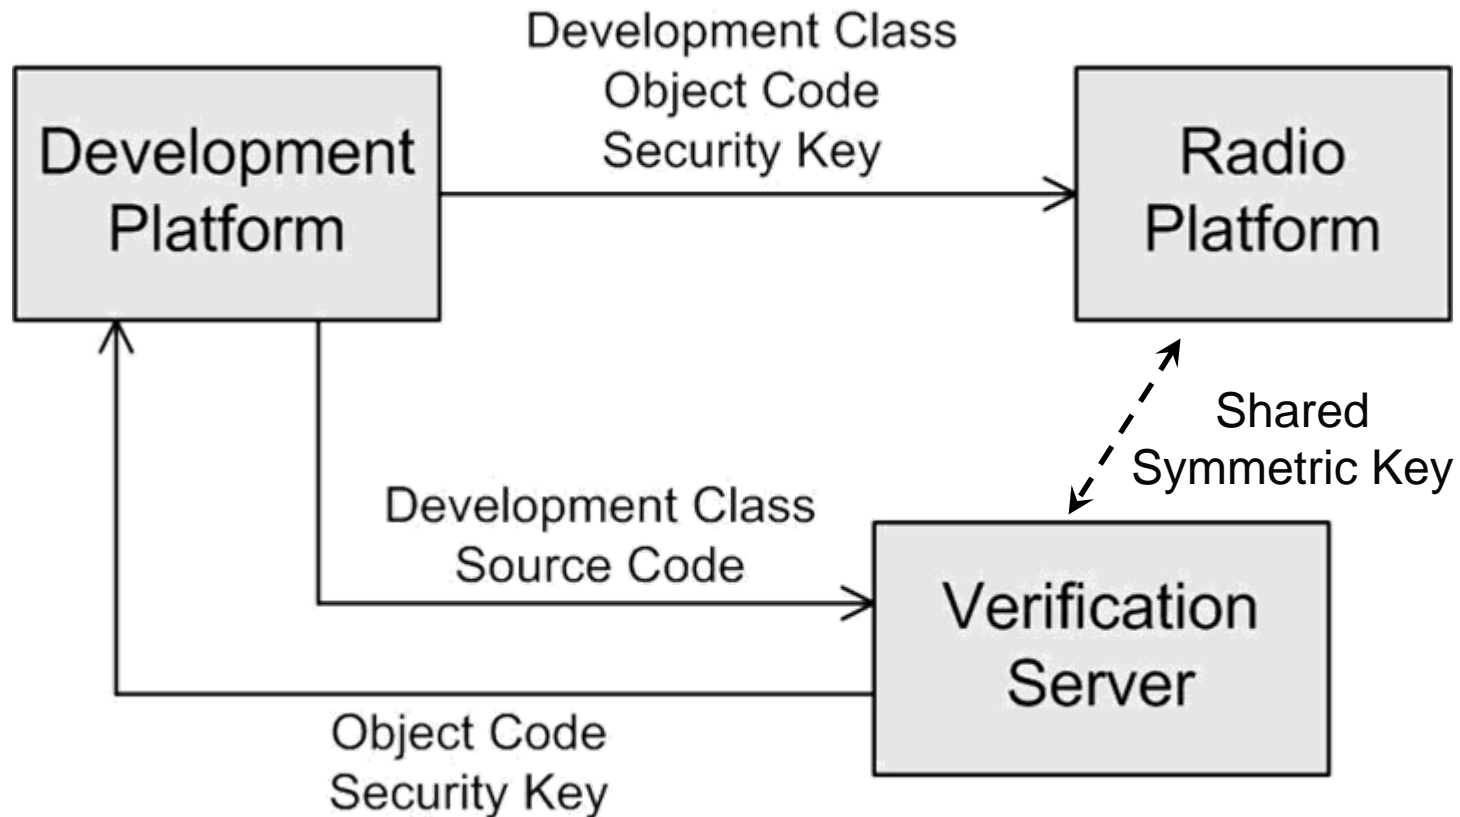 Development Class
Object Code
Security Key
Development
Platform
Radio
Platform
Shared
Symmetric Key
Development Class
Source Code
Verification
Server
Object Code
Security Key